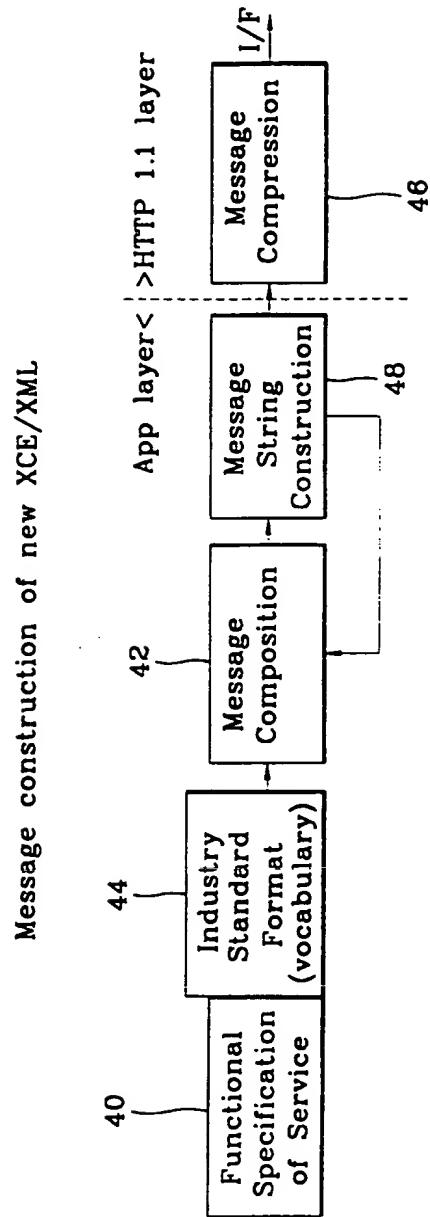 Message construction of new XCE/XML
App layer< >HTTP 1.1 layer
40
Functional
Specification
of Service
44
Industry
Standard
Format
(vocabulary)
42
Message
Composition
Message
String
Construction
48
Message
Compression
48
I/F